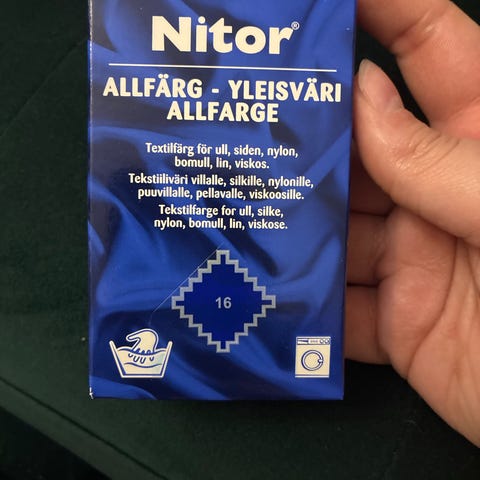 Nitor®
ALLFÄRG - YLEISVÄRI
ALLFARGE
Textilfärg för ull, siden, nylon,
bomull, lin, viskos.
Tekstiiliväri villalle, silkille, nylonille,
puuvillalle, pellavalle, viskoosille.
Tekstilfarge for ull, silke,
nylon, bomull, lin, viskose.
16